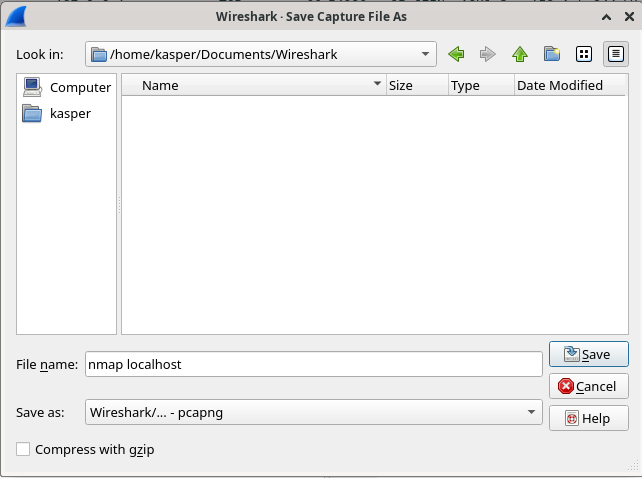 Wireshark · Save Capture File As
Look in: /home/kasper/Documents/Wireshark
Computer
kasper
Name Size Type Date Modified
File name: nmap localhost
Save
Cancel
Save as: Wireshark/... - pcapng
Help
Compress with gzip